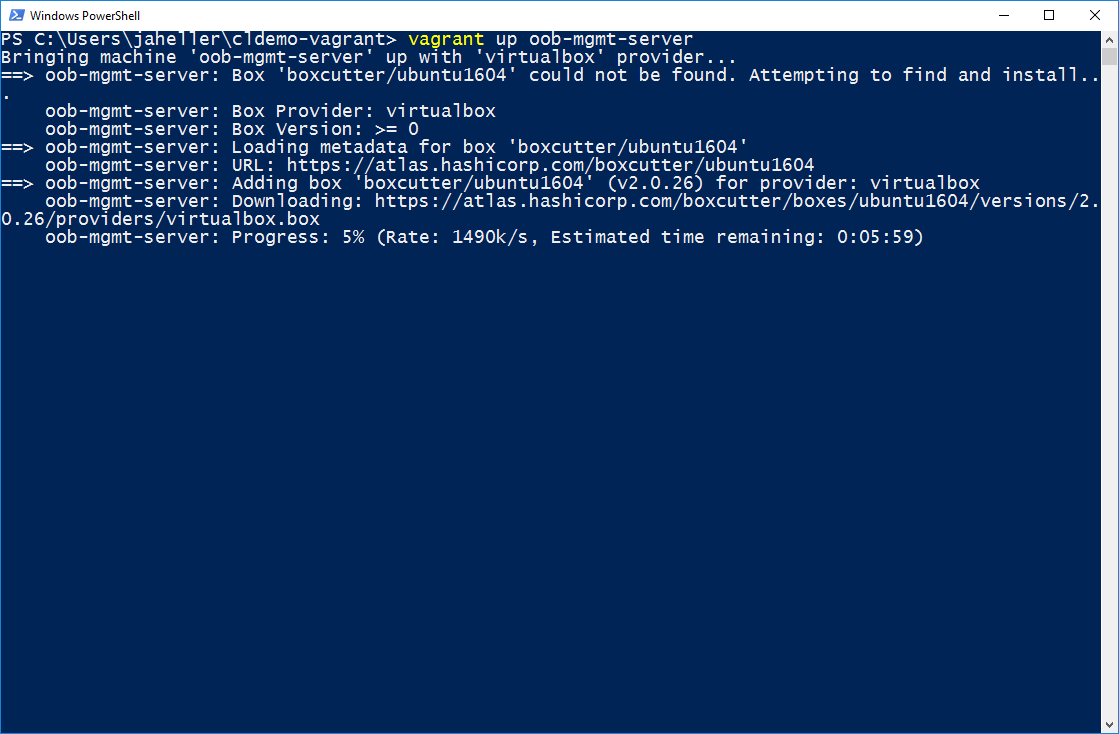 Windows PowerShell
PS C:\Users\jaheller\cldemo-vagrant> vagrant up oob-mgmt-server
Bringing machine 'oob-mgmt-server' up with 'virtualbox' provider...
==> oob-mgmt-server: Box 'boxcutter/ubuntu1604' could not be found. Attempting to find and install..
.
    oob-mgmt-server: Box Provider: virtualbox
    oob-mgmt-server: Box Version: >= 0
==> oob-mgmt-server: Loading metadata for box 'boxcutter/ubuntu1604'
    oob-mgmt-server: URL: https://atlas.hashicorp.com/boxcutter/ubuntu1604
==> oob-mgmt-server: Adding box 'boxcutter/ubuntu1604' (v2.0.26) for provider: virtualbox
    oob-mgmt-server: Downloading: https://atlas.hashicorp.com/boxcutter/boxes/ubuntu1604/versions/2.
0.26/providers/virtualbox.box
    oob-mgmt-server: Progress: 5% (Rate: 1490k/s, Estimated time remaining: 0:05:59)